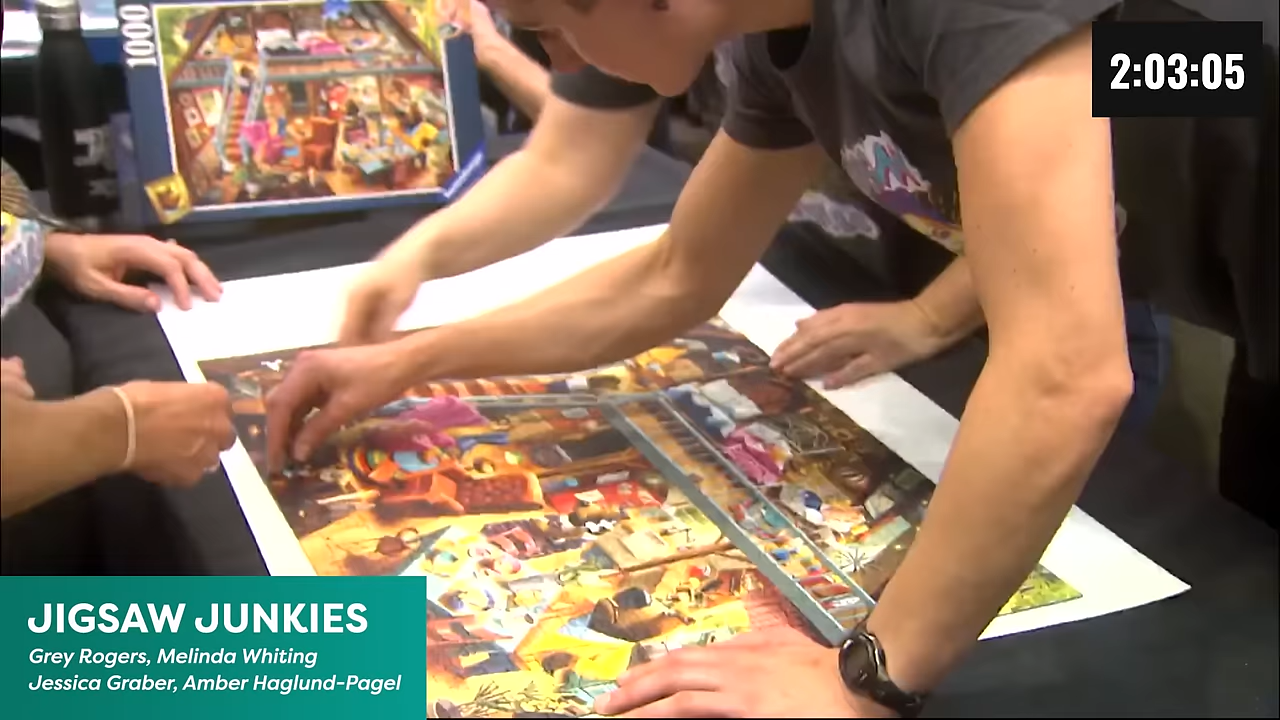 1000
2:03:05
JIGSAW JUNKIES
Grey Rogers, Melinda Whiting
Jessica Graber, Amber Haglund-Pagel